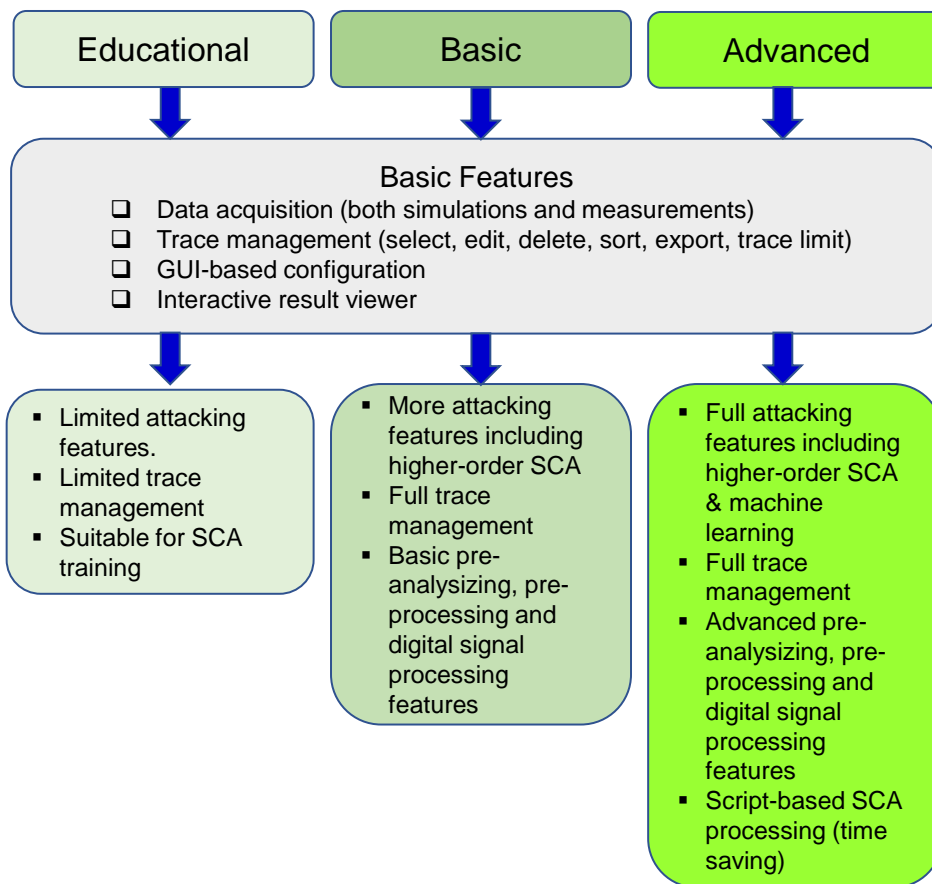 Educational
Basic
Advanced
Basic Features
❑ Data acquisition (both simulations and measurements)
❑ Trace management (select, edit, delete, sort, export, trace limit)
❑ GUI-based configuration
❑ Interactive result viewer
▪ Limited attacking
features.
▪ Limited trace
management
▪ Suitable for SCA
training
▪ More attacking
features including
higher-order SCA
▪ Full trace
management
▪ Basic pre-
analysizing, pre-
processing and
digital signal
processing
features
▪ Full attacking
features including
higher-order SCA
& machine
learning
▪ Full trace
management
▪ Advanced pre-
analysizing, pre-
processing and
digital signal
processing
features
▪ Script-based SCA
processing (time
saving)